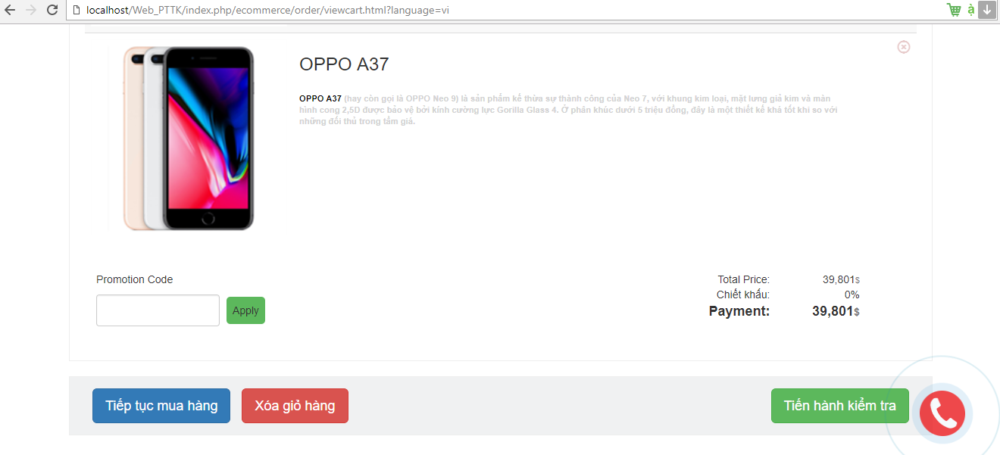 localhost/Web_PTTK/index.php/ecommerce/order/viewcart.html?language=vi
ạ̉
OPPO A37
OPPO A37 (hay còn gọi là OPPO Neo 9) là sản phẩm kế thừa sự thành công của Neo 7, với khung kim loại, mặt lưng giả kim và màn
hình cong 2,5D được bảo vệ bởi kính cường lực Gorilla Glass 4. Ở phân khúc dưới 5 triệu đồng, đây là một thiết kế khá tốt khi so với
những đối thủ trong tầm giá.
Promotion Code
Apply
Total Price: 39,801$
Chiết khấu: 0%
Payment: 39,801$
Tiếp tục mua hàng
Xóa giỏ hàng
Tiến hành kiểm tra